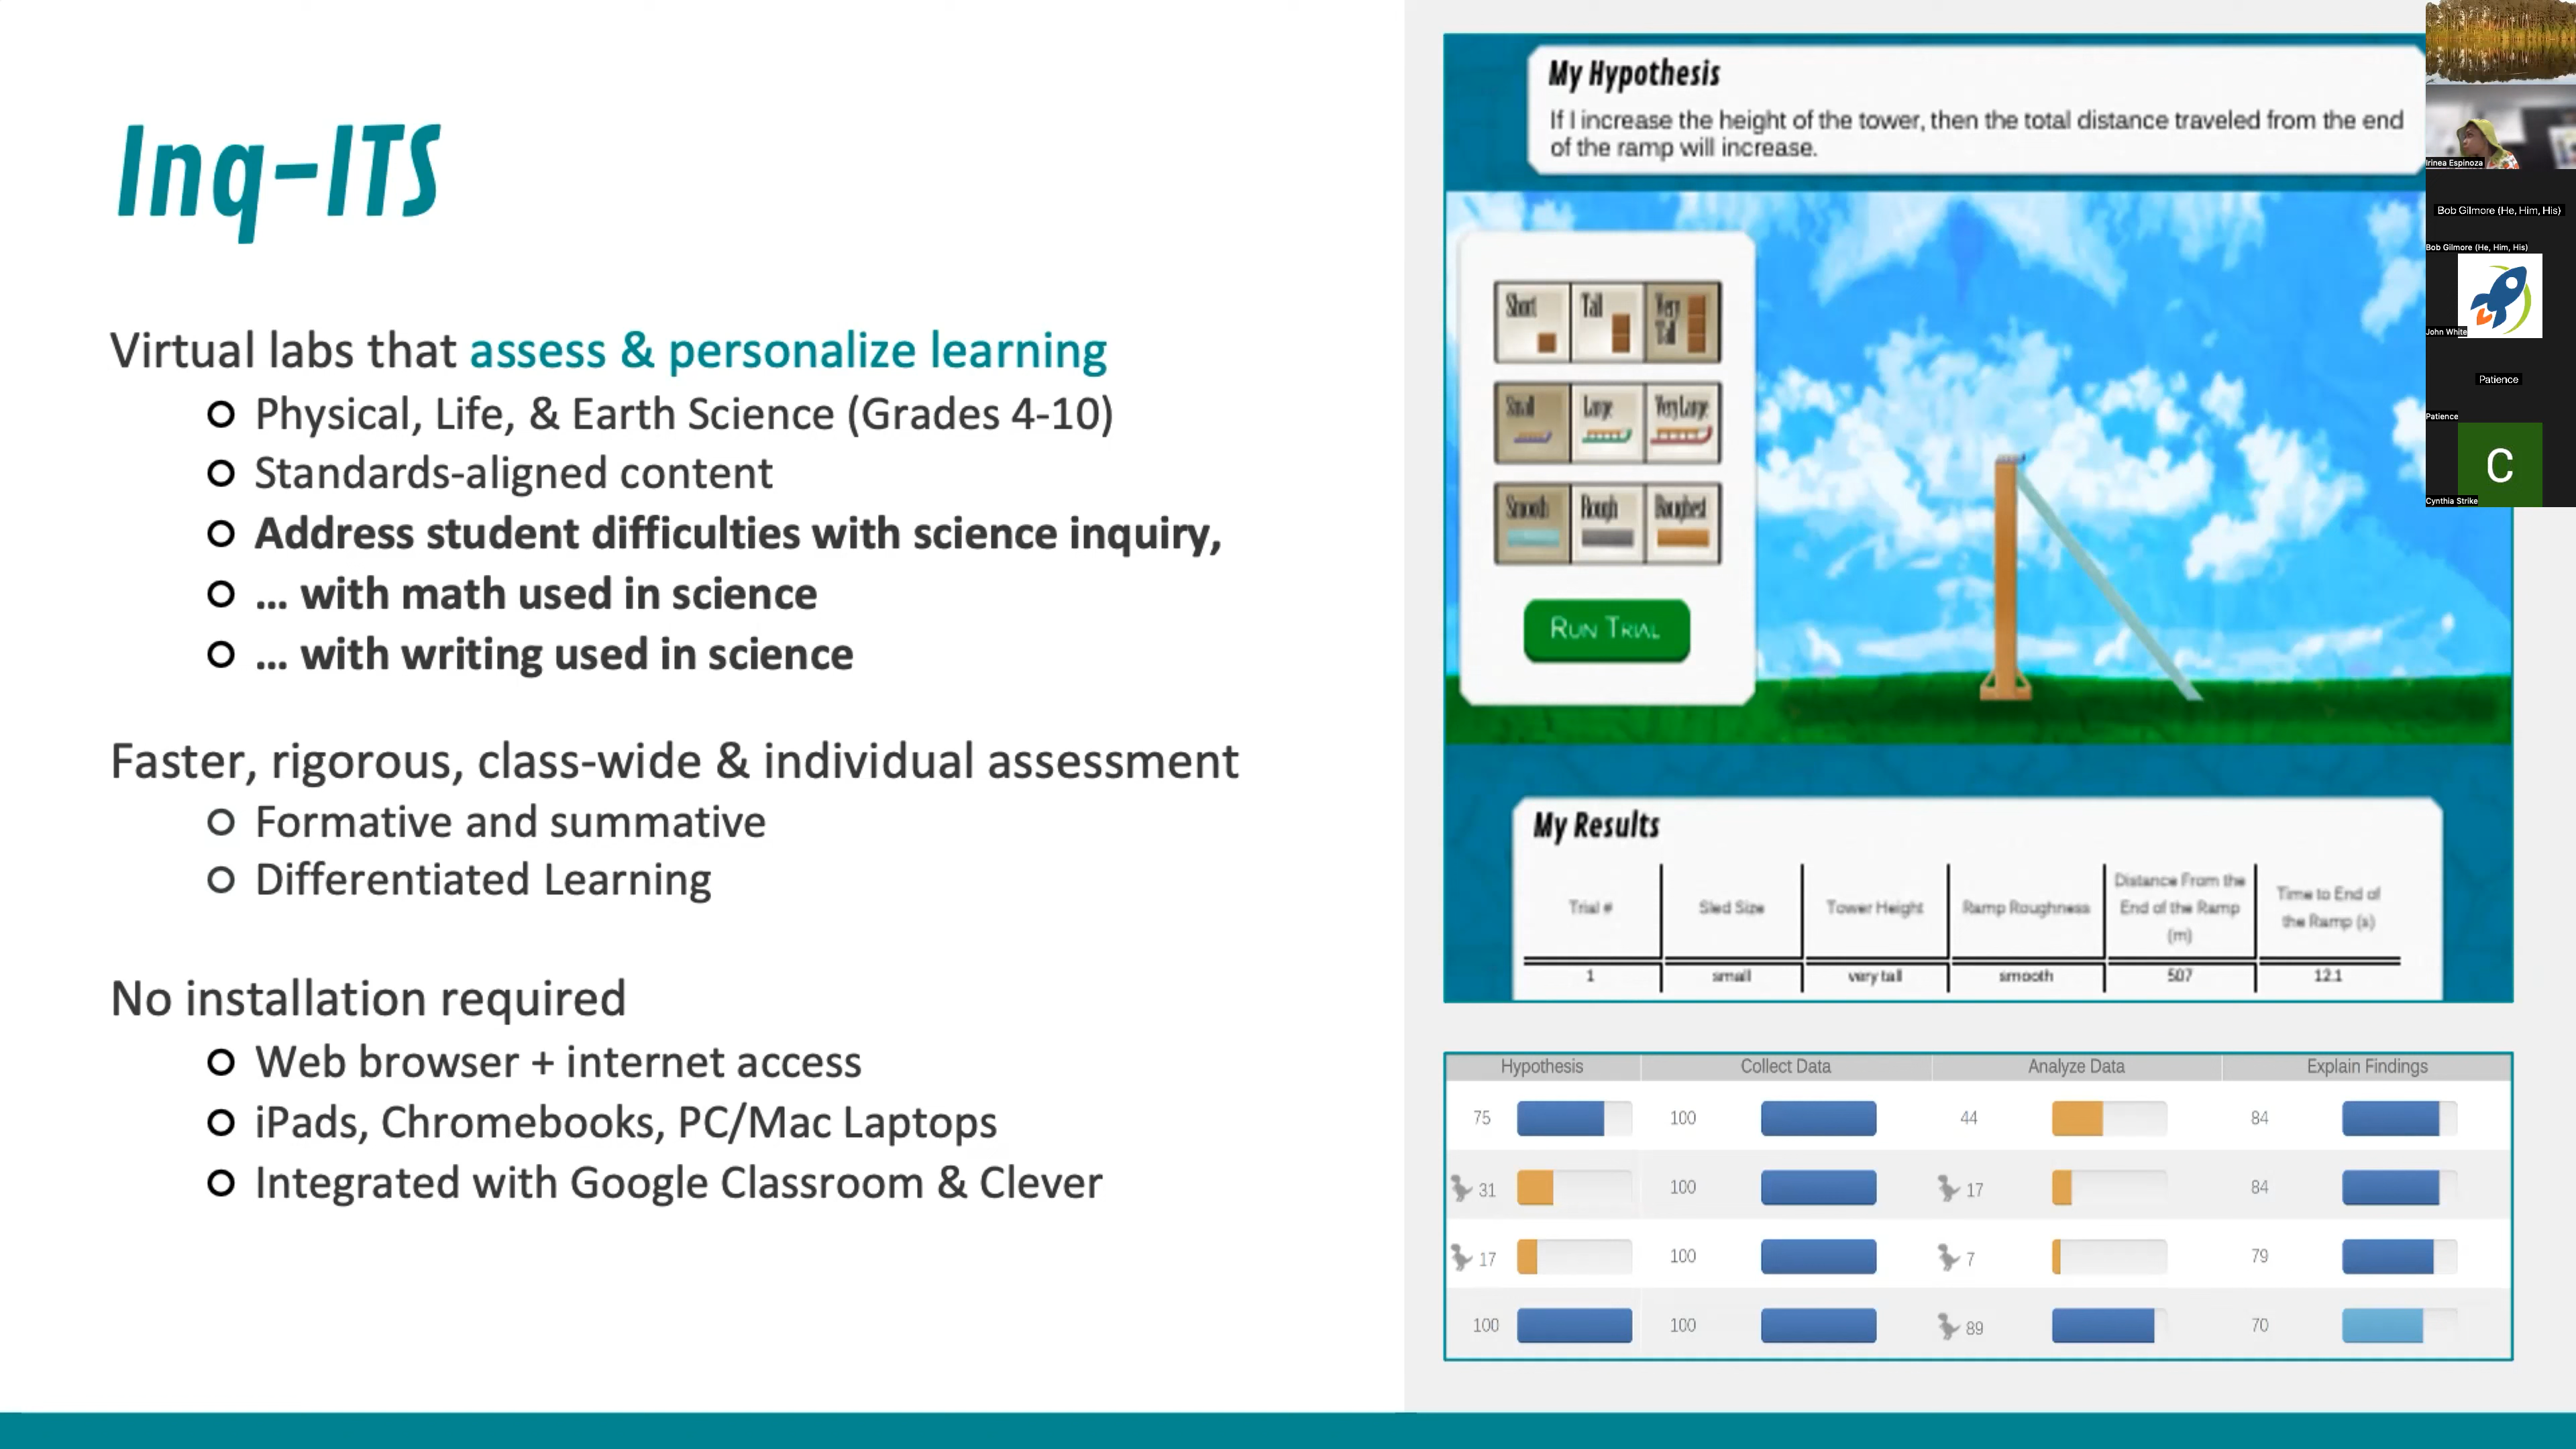 Inq-ITS
Virtual labs that assess & personalize learning
Physical, Life, & Earth Science (Grades 4-10)
Standards-aligned content
Address student difficulties with science inquiry,
... with math used in science
... with writing used in science
Faster, rigorous, class-wide & individual assessment
Formative and summative
Differentiated Learning
No installation required
Web browser + internet access
iPads, Chromebooks, PC/Mac Laptops
Integrated with Google Classroom & Clever
My Hypothesis
If I increase the height of the tower, then the total distance traveled from the end
of the ramp will increase.
Short Tall Very
Tall
Small Large Very Large
Smooth Rough Roughest
RUN TRIAL
My Results
Trial # Sled Size Tower Height Ramp Roughness Distance From the End of the Ramp (m) Time to End of the Ramp (s)
1 small very tall smooth 507 12.1
Hypothesis Collect Data Analyze Data Explain Findings
75 100 44 84
31 100 17 84
17 100 7 79
100 100 89 70
Irinea Espinoza
Bob Gilmore (He, Him, His)
Bob Gilmore (He, Him, His)
John White
Patience
Patience
C
Cynthia Strike